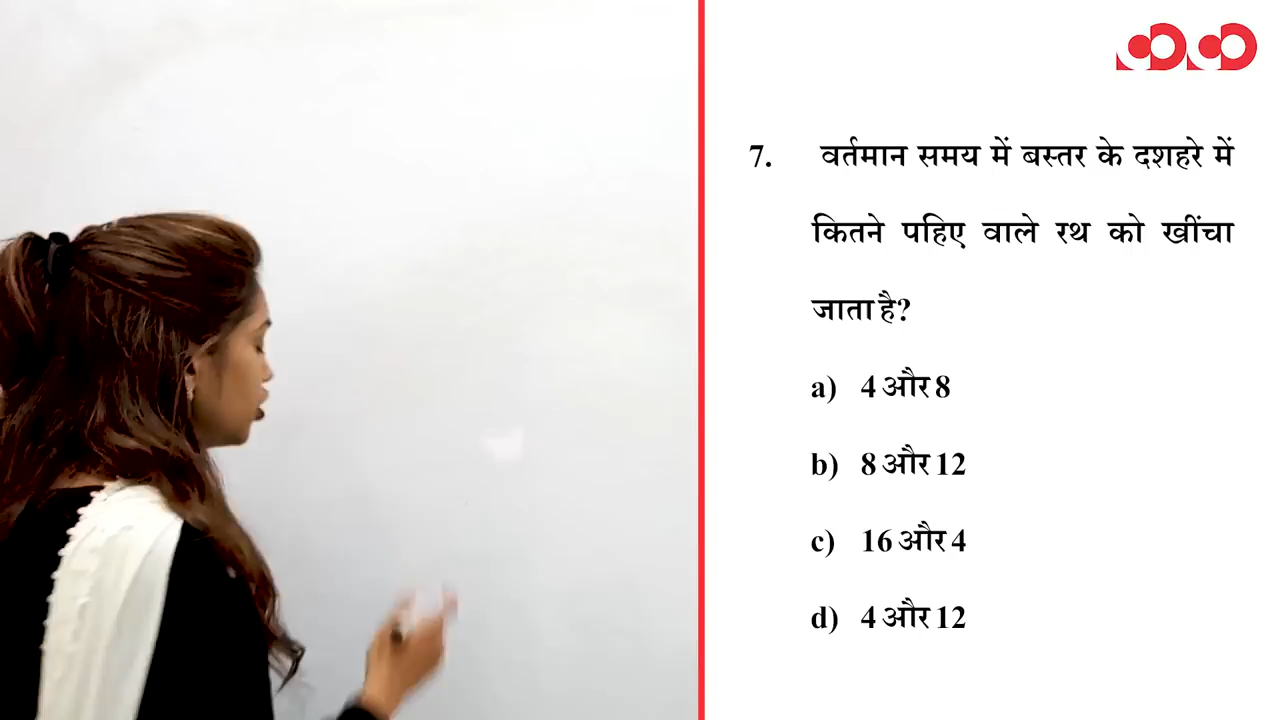 7. वर्तमान समय में बस्तर के दशहरे में
कितने पहिए वाले रथ को खींचा
जाता है?
a) 4 और 8
b) 8 और 12
c) 16 और 4
d) 4 और 12